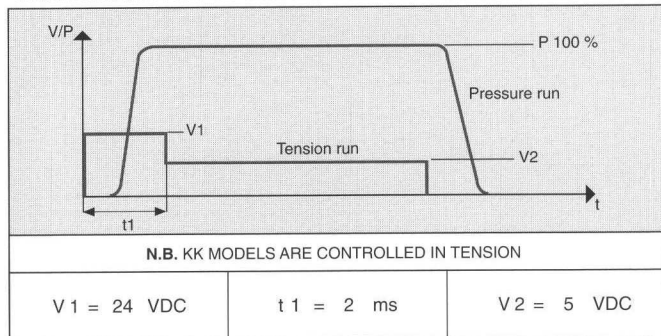 V/P
P 100 %
Pressure run
V1
Tension run
V2
t
t1
N.B. KK MODELS ARE CONTROLLED IN TENSION
V 1 = 24 VDC
t 1 = 2 ms
V 2 = 5 VDC